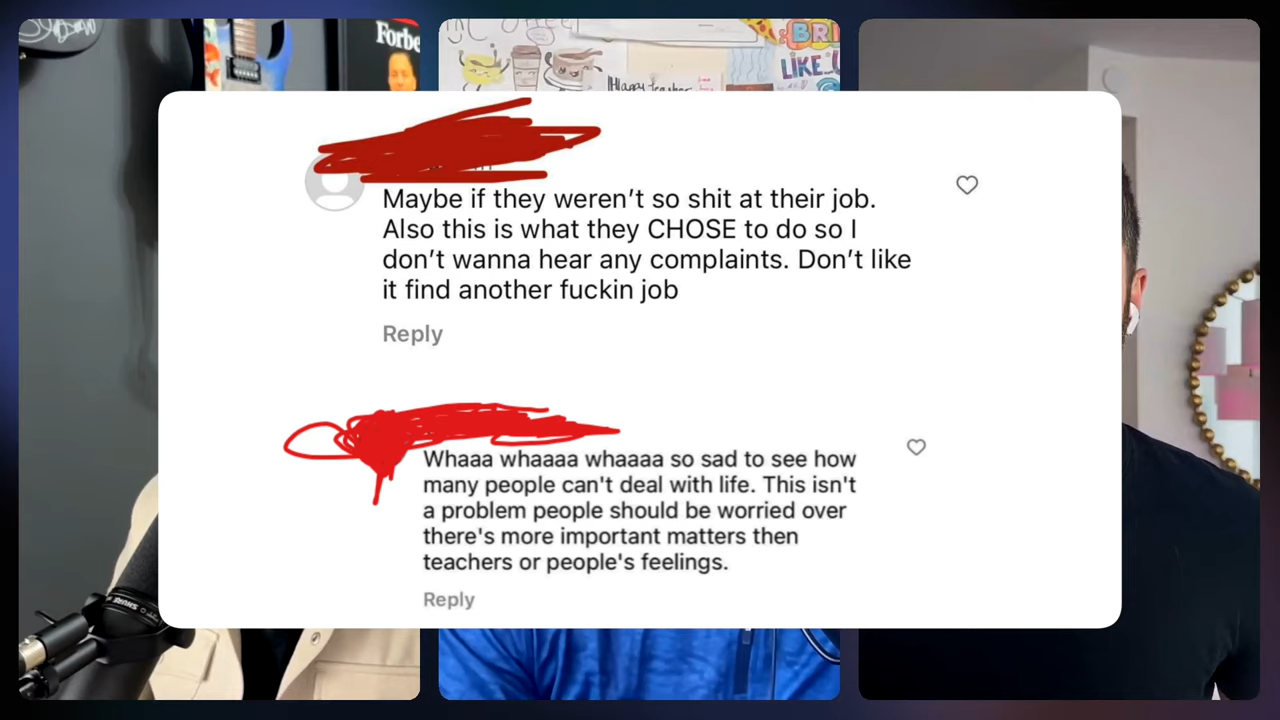 Forbe
BRI
LIKE
Happy teacher
Maybe if they weren't so shit at their job.
Also this is what they CHOSE to do so I
don't wanna hear any complaints. Don't like
it find another fuckin job
Reply
Whaaa whaaaa whaaaa so sad to see how
many people can't deal with life. This isn't
a problem people should be worried over
there's more important matters then
teachers or people's feelings.
Reply